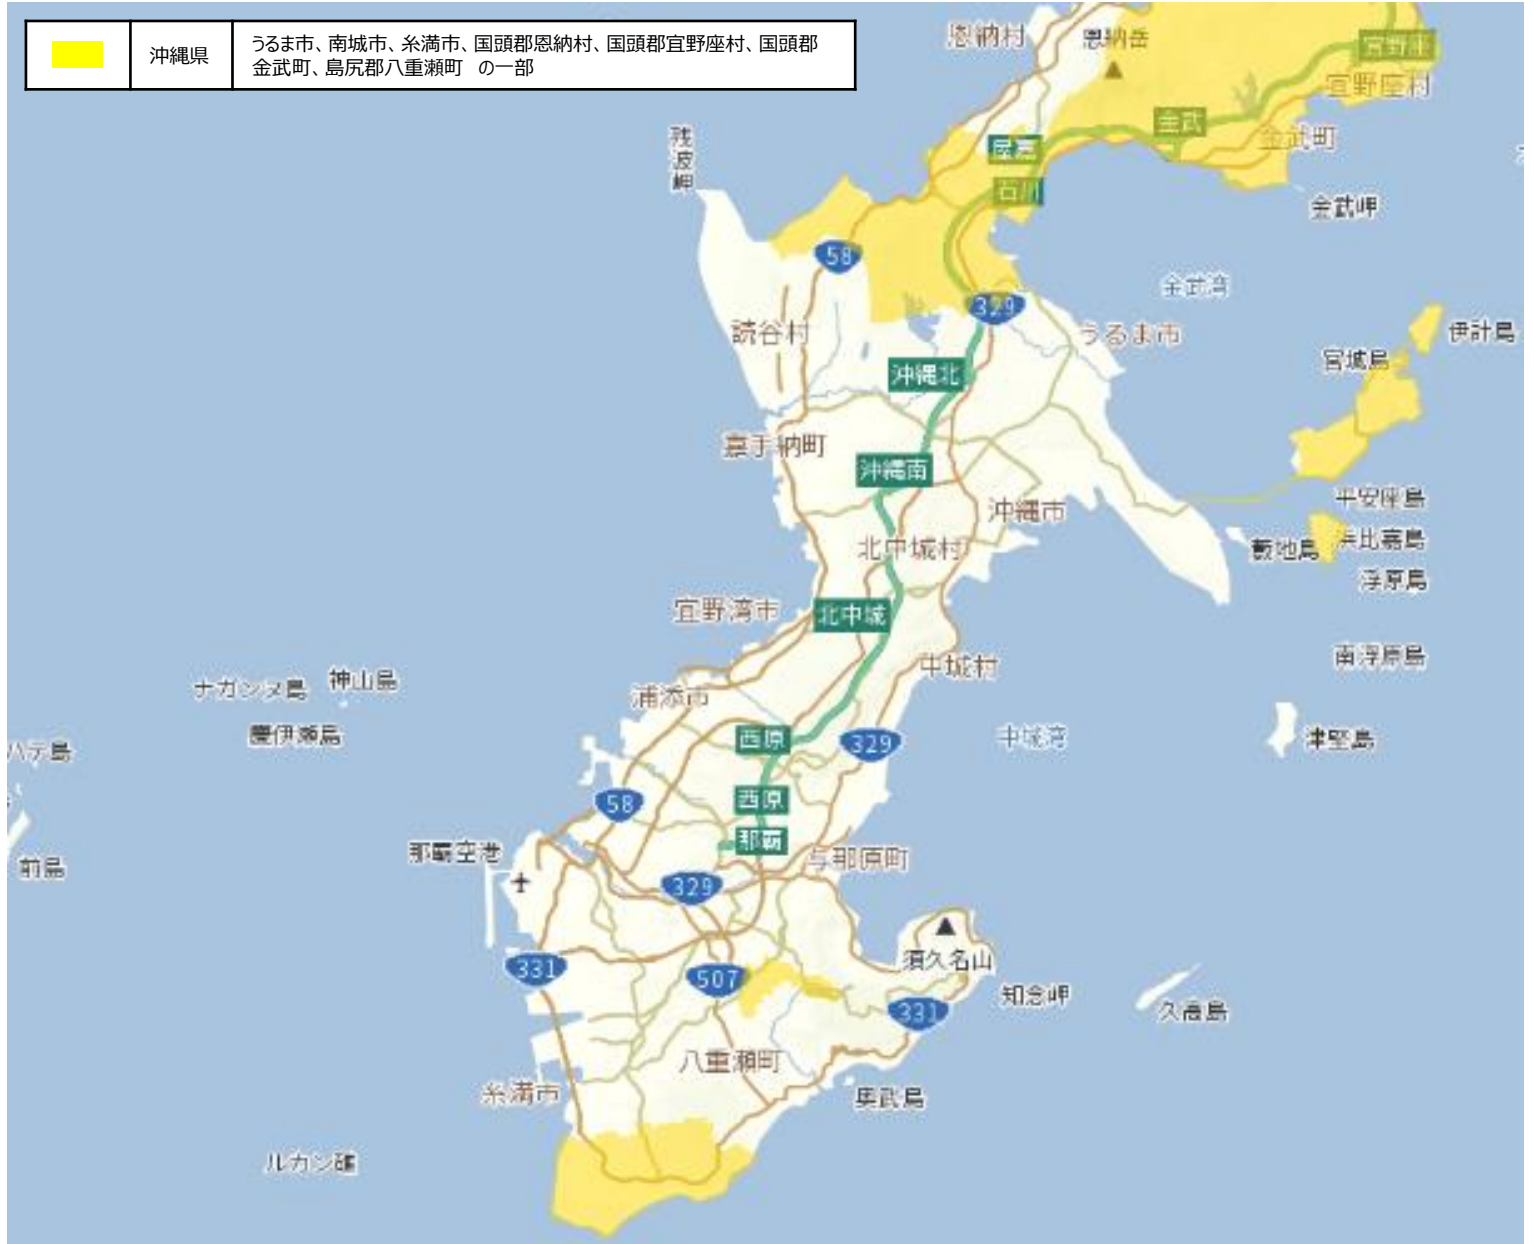 沖縄県
うるま市、南城市、糸満市、国頭郡恩納村、国頭郡宜野座村、国頭郡
金武町、島尻郡八重瀬町 の一部
恩納村
恩納岳
宜野座
宜野座村
金武
金武町
屋嘉
石川
金武岬
残波岬
58
金武湾
329
読谷村
うるま市
伊計島
宮城島
沖縄北
嘉手納町
沖縄南
平安座島
沖縄市
北中城村
藪地島
浜比嘉島
浮原島
宜野湾市
北中城
南浮原島
中城村
ナガンヌ島
神山島
浦添市
慶伊瀬島
西原
329
中城湾
津堅島
ハテ島
58
西原
那覇
那覇空港
前島
与那原町
329
須久名山
331
507
知念岬
久高島
331
八重瀬町
糸満市
奥武島
ルカン礁